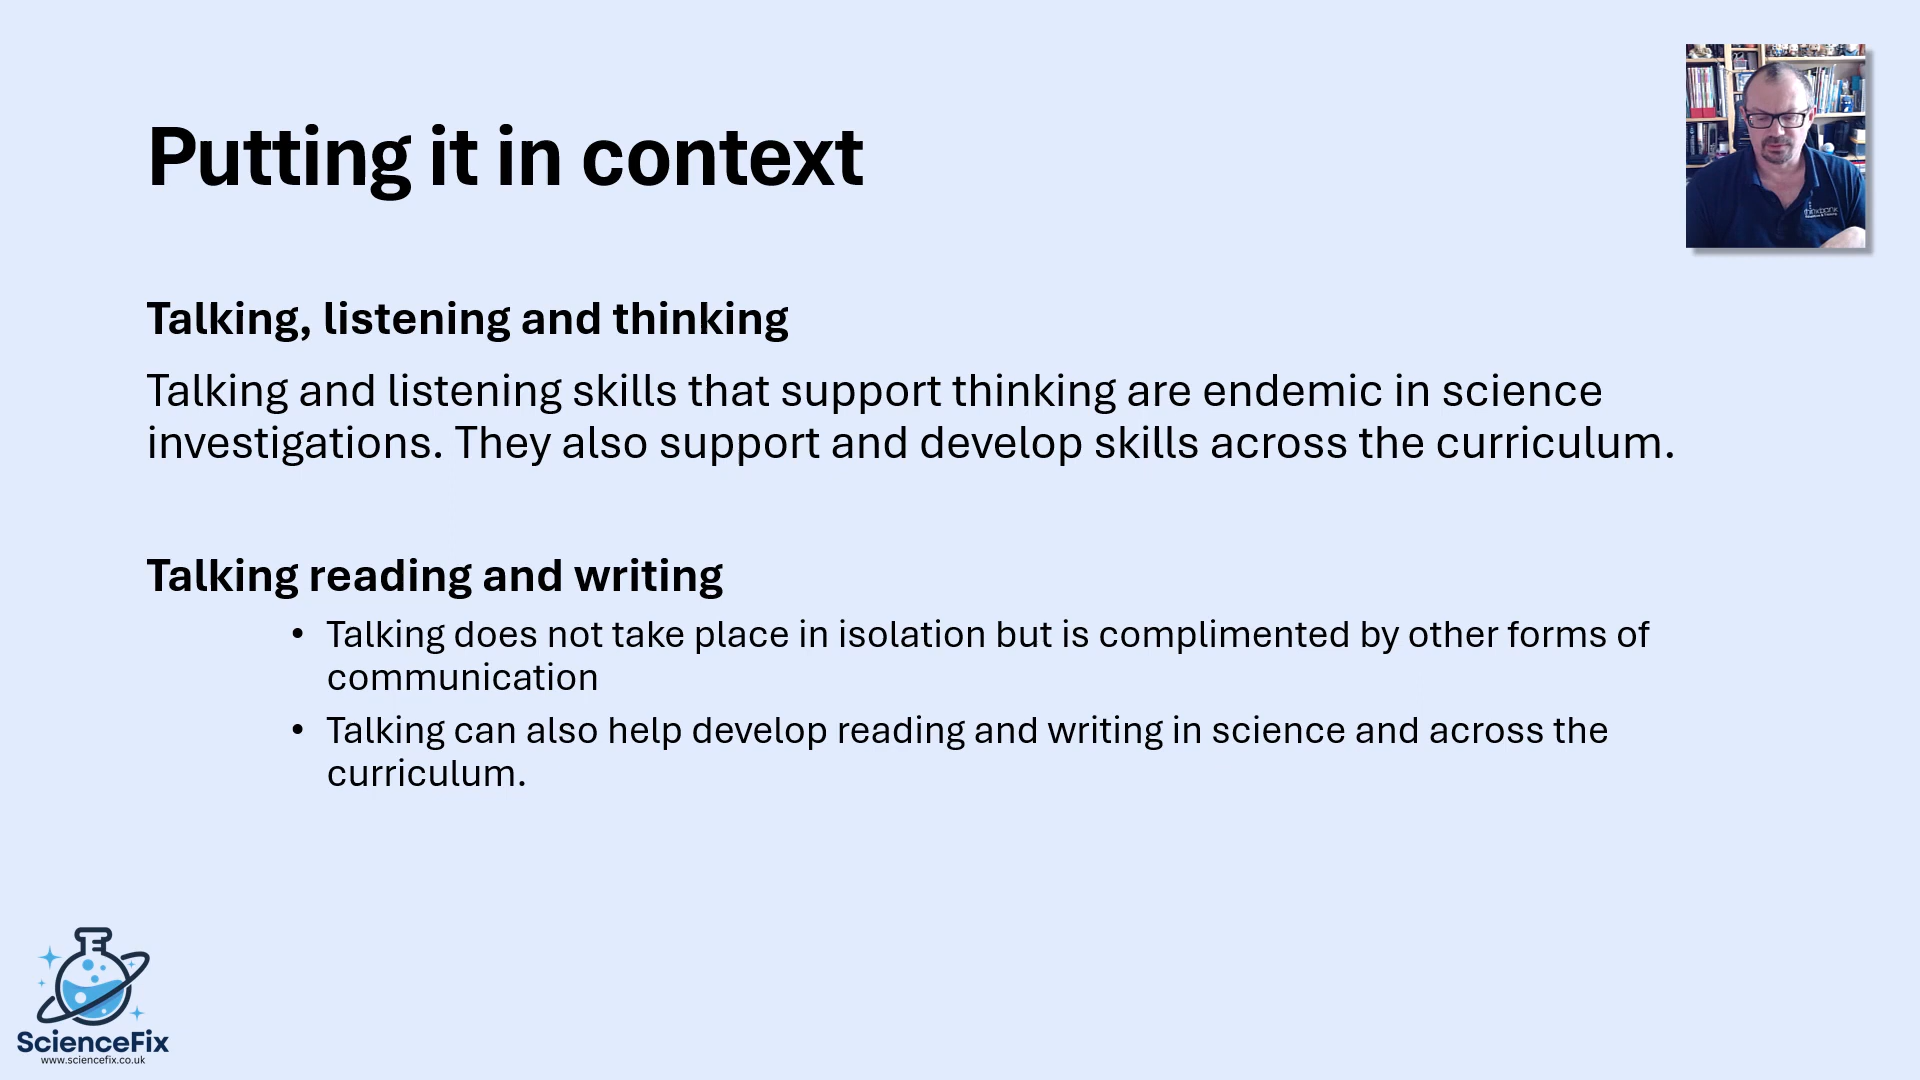 Putting it in context
Talking, listening and thinking
Talking and listening skills that support thinking are endemic in science
investigations. They also support and develop skills across the curriculum.
Talking reading and writing
• Talking does not take place in isolation but is complimented by other forms of
communication
• Talking can also help develop reading and writing in science and across the
curriculum.
ScienceFix
www.sciencefix.co.uk